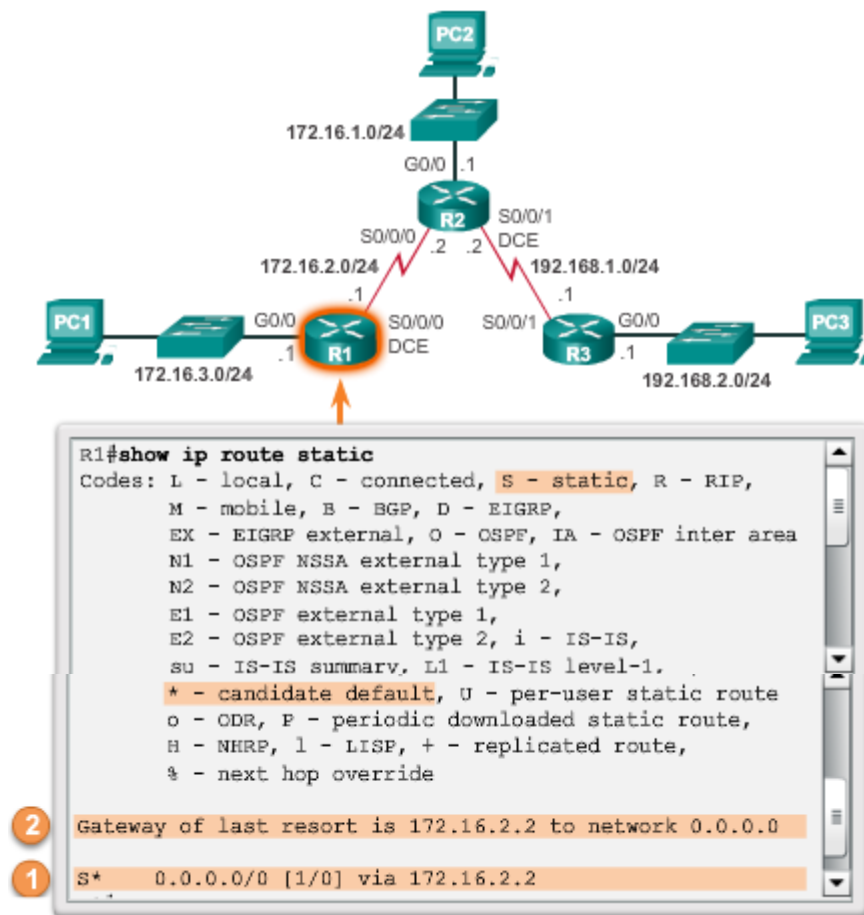 PC2
172.16.1.0/24
G0/0 .1
R2
S0/0/1
DCE
S0/0/0
.2 .2
172.16.2.0/24
192.168.1.0/24
.1
.1
PC1
G0/0
.1
R1
S0/0/0
DCE
S0/0/1
R3
G0/0
.1
PC3
172.16.3.0/24
192.168.2.0/24
R1#show ip route static
Codes: L - local, C - connected, S - static, R - RIP,
M - mobile, B - BGP, D - EIGRP,
EX - EIGRP external, O - OSPF, IA - OSPF inter area
N1 - OSPF NSSA external type 1,
N2 - OSPF NSSA external type 2,
E1 - OSPF external type 1,
E2 - OSPF external type 2, i - IS-IS,
su - IS-IS summary, L1 - IS-IS level-1,
* - candidate default, U - per-user static route
o - ODR, P - periodic downloaded static route,
H - NHRP, l - LISP, + - replicated route,
% - next hop override
2 Gateway of last resort is 172.16.2.2 to network 0.0.0.0
1 S* 0.0.0.0/0 [1/0] via 172.16.2.2